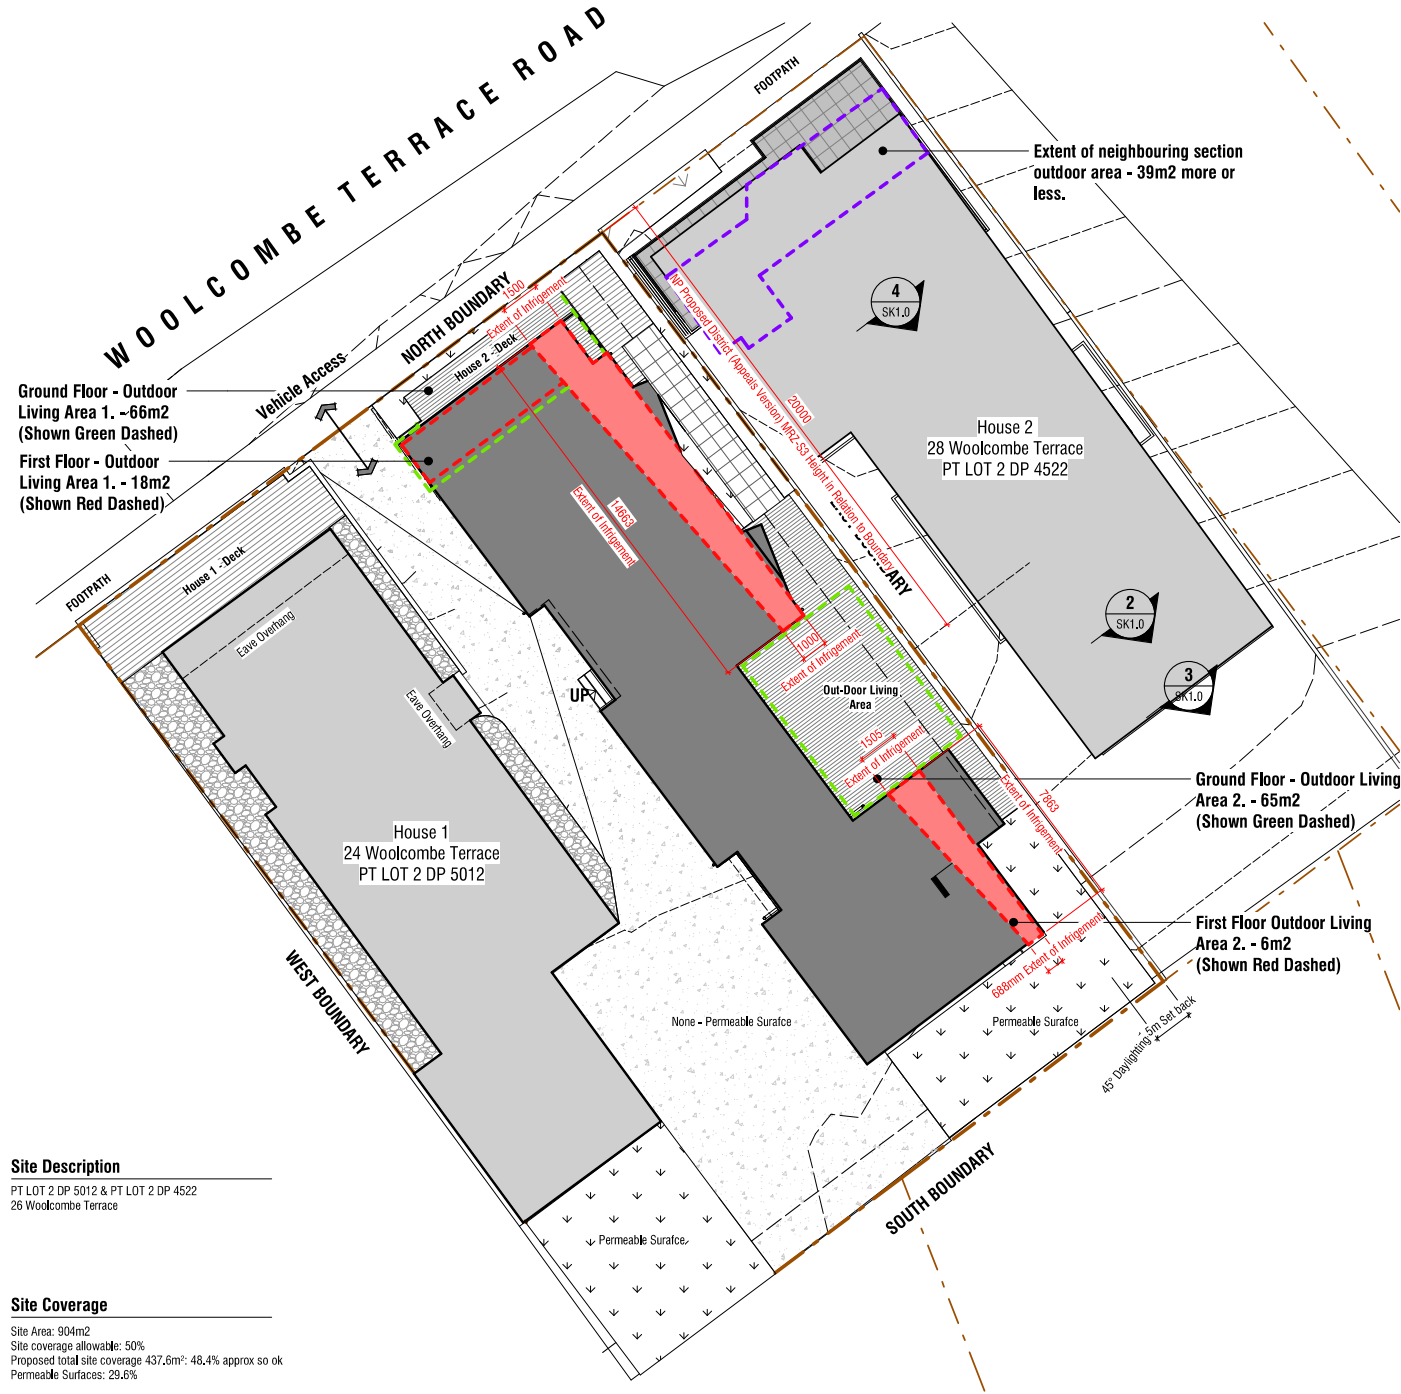 WOOLCOMBE TERRACE ROAD
FOOTPATH
Extent of neighbouring section
outdoor area - 39m2 more or
less.
NORTH BOUNDARY
1500
Extent of Infrigement
House 2 - Deck
Vehicle Access
Ground Floor - Outdoor
Living Area 1. - 66m2
(Shown Green Dashed)
First Floor - Outdoor
Living Area 1. - 18m2
(Shown Red Dashed)
NP Proposed District (Appeals Version) MRZ-S3 Height in Relation to Boundary
20000
4
SK1.0
House 2
28 Woolcombe Terrace
PT LOT 2 DP 4522
14663
Extent of Infrigement
House 1 - Deck
FOOTPATH
Eave Overhang
Eave Overhang
UP
1000
Extent of Infrigement
Out-Door Living
Area
2
SK1.0
3
SK1.0
1505
Extent of Infrigement
7863
Extent of Infrigement
Ground Floor - Outdoor Living
Area 2. - 65m2
(Shown Green Dashed)
House 1
24 Woolcombe Terrace
PT LOT 2 DP 5012
First Floor Outdoor Living
Area 2. - 6m2
(Shown Red Dashed)
688mm Extent of Infrigement
WEST BOUNDARY
None - Permeable Surafce
Permeable Surafce
45° Daylighting
5m Set back
SOUTH BOUNDARY
Permeable Surafce
Site Description
PT LOT 2 DP 5012 & PT LOT 2 DP 4522
26 Woolcombe Terrace
Site Coverage
Site Area: 904m2
Site coverage allowable: 50%
Proposed total site coverage 437.6m²: 48.4% approx so ok
Permeable Surfaces: 29.6%